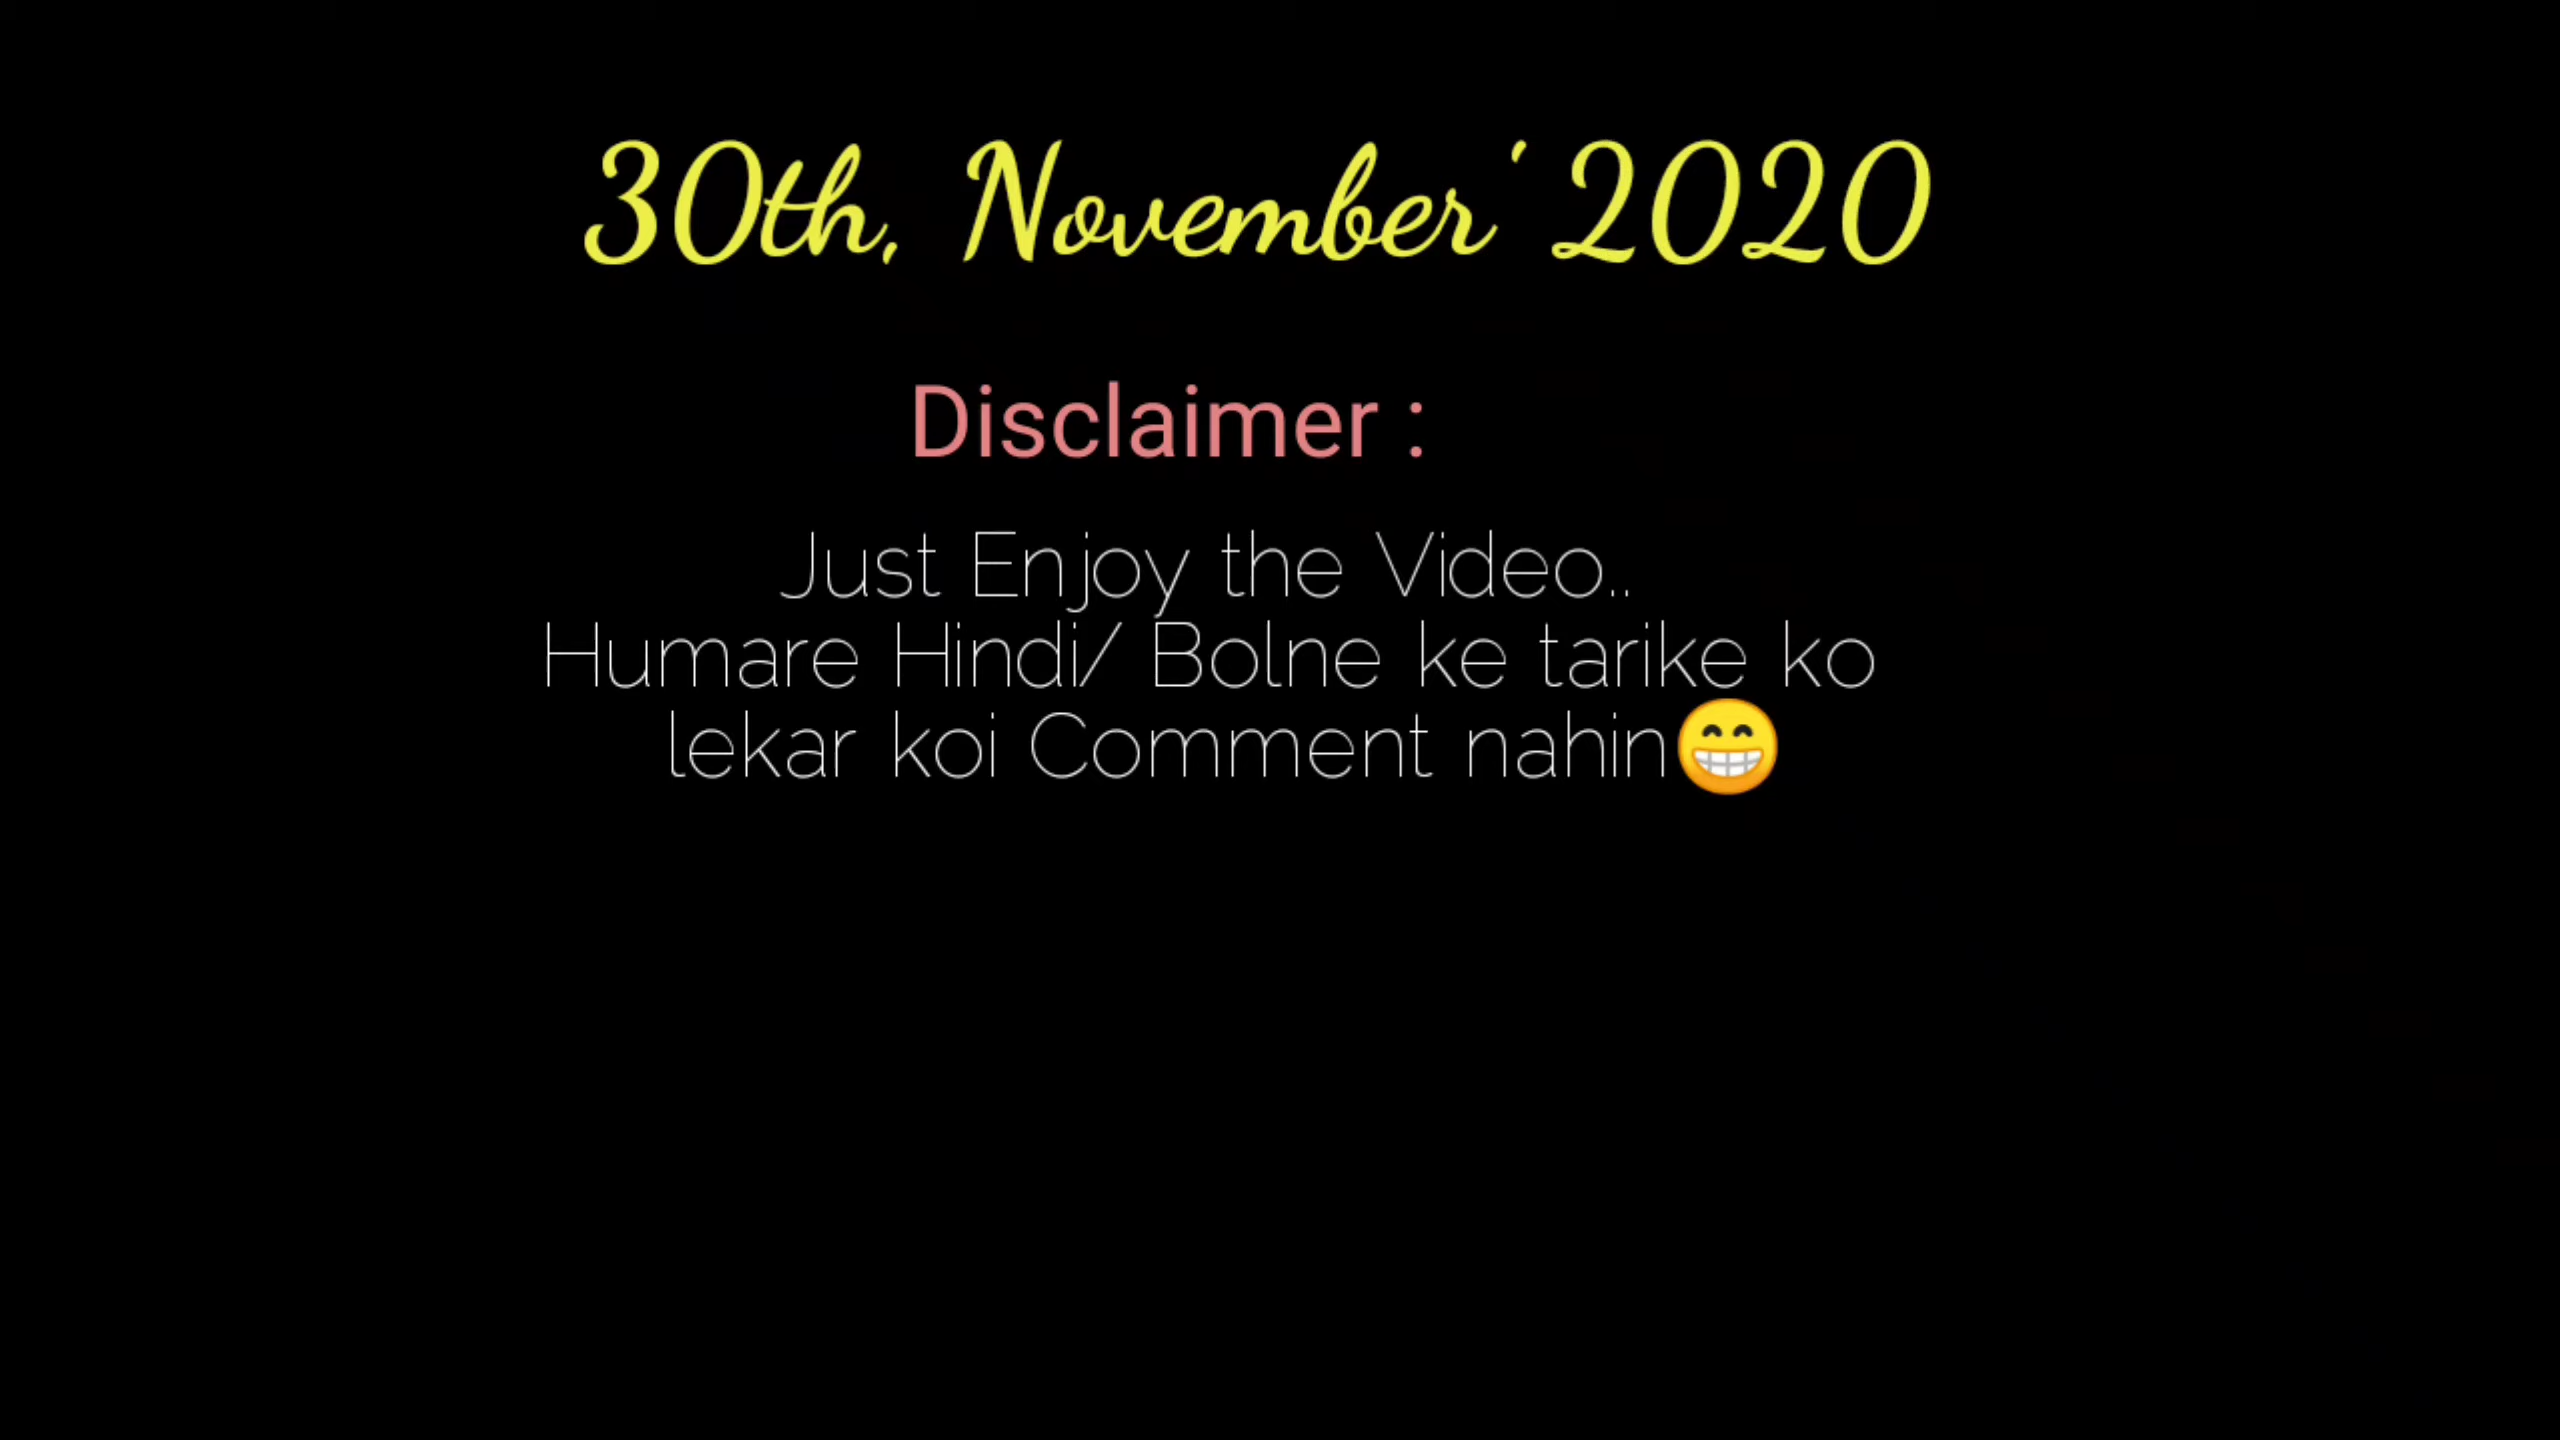 30th, November' 2020
Disclaimer :
Just Enjoy the Video..
Humare Hindi/ Bolne ke tarike ko
lekar koi Comment nahin😁